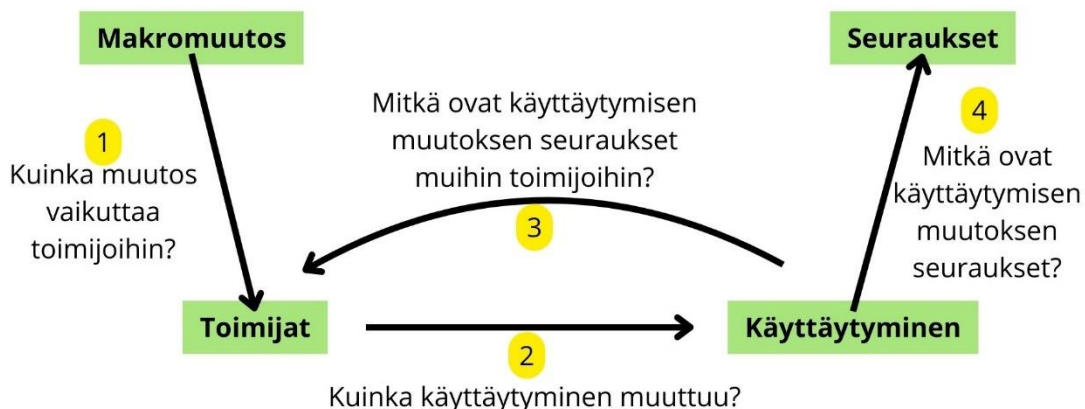 Makromuutos
Seuraukset
1
Kuinka muutos
vaikuttaa
toimijoihin?
Mitkä ovat käyttäytymisen
muutoksen seuraukset
muihin toimijoihin?
3
4
Mitkä ovat
käyttäytymisen
muutoksen
seuraukset?
Toimijat
Käyttäytyminen
2
Kuinka käyttäytyminen muuttuu?